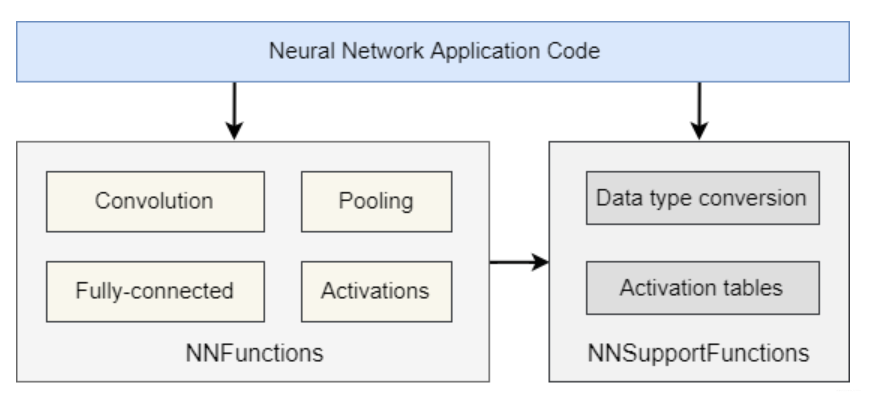 Neural Network Application Code
Convolution
Pooling
Fully-connected
Activations
NNFunctions
Data type conversion
Activation tables
NNSupportFunctions